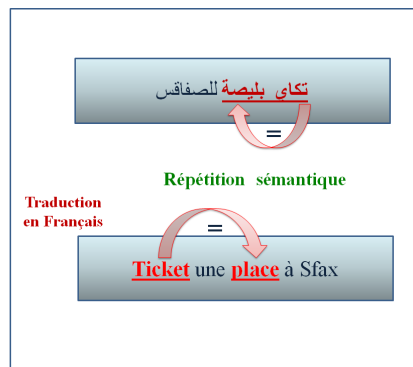 تكاي بليصة للصفاقس
=
Répétition sémantique
Traduction
en Français
=
Ticket une place à Sfax